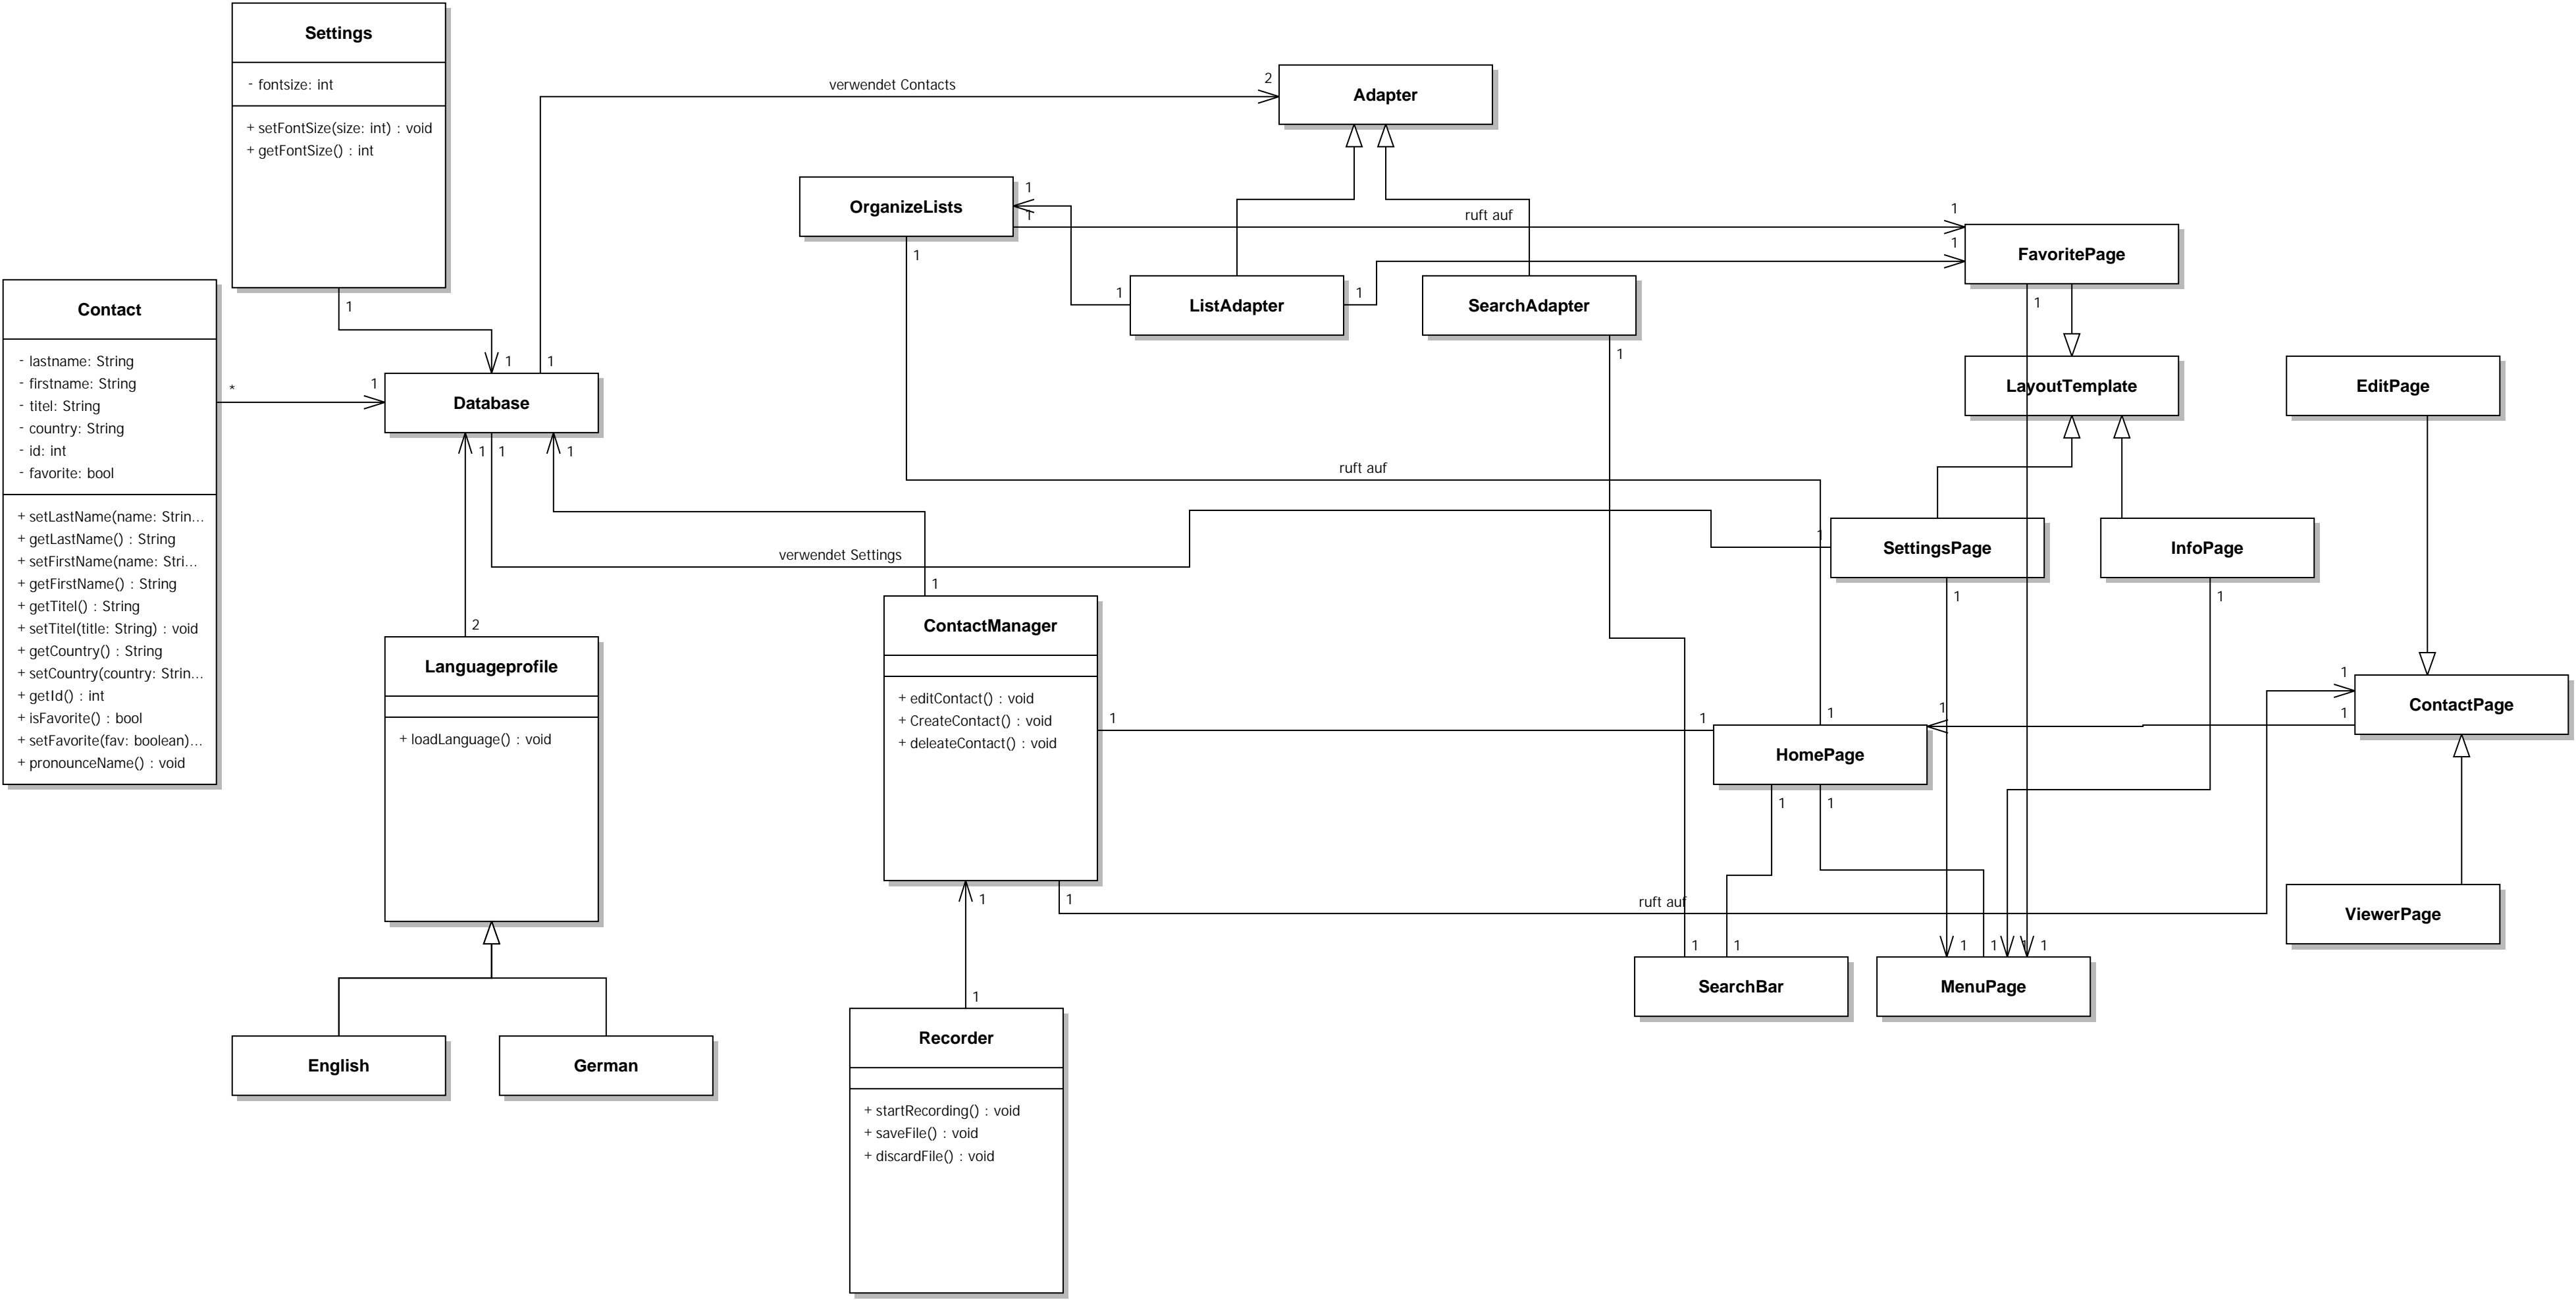 Settings
- fontsize: int
+ setFontSize(size: int) : void
+ getFontSize() : int
1
Contact
- lastname: String
- firstname: String
- titel: String
- country: String
- id: int
- favorite: bool
+ setLastName(name: Strin...
+ getLastName() : String
+ setFirstName(name: Stri...
+ getFirstName() : String
+ getTitel() : String
+ setTitel(title: String) : void
+ getCountry() : String
+ setCountry(country: Strin...
+ getId() : int
+ isFavorite() : bool
+ setFavorite(fav: boolean)...
+ pronounceName() : void
*
1
1
1
Database
1
1
1
verwendet Contacts
2
Adapter
OrganizeLists
1
1
1
ruft auf
1
1
FavoritePage
1
1
ListAdapter
1
SearchAdapter
1
LayoutTemplate
EditPage
ruft auf
verwendet Settings
1
SettingsPage
1
InfoPage
1
2
Languageprofile
+ loadLanguage() : void
English
German
1
ContactManager
+ editContact() : void
+ CreateContact() : void
+ deleateContact() : void
1
1
1
1
HomePage
1
1
1
1
ContactPage
1
1
ruft auf
ViewerPage
1
1
SearchBar
1
1
1
1
MenuPage
1
Recorder
+ startRecording() : void
+ saveFile() : void
+ discardFile() : void